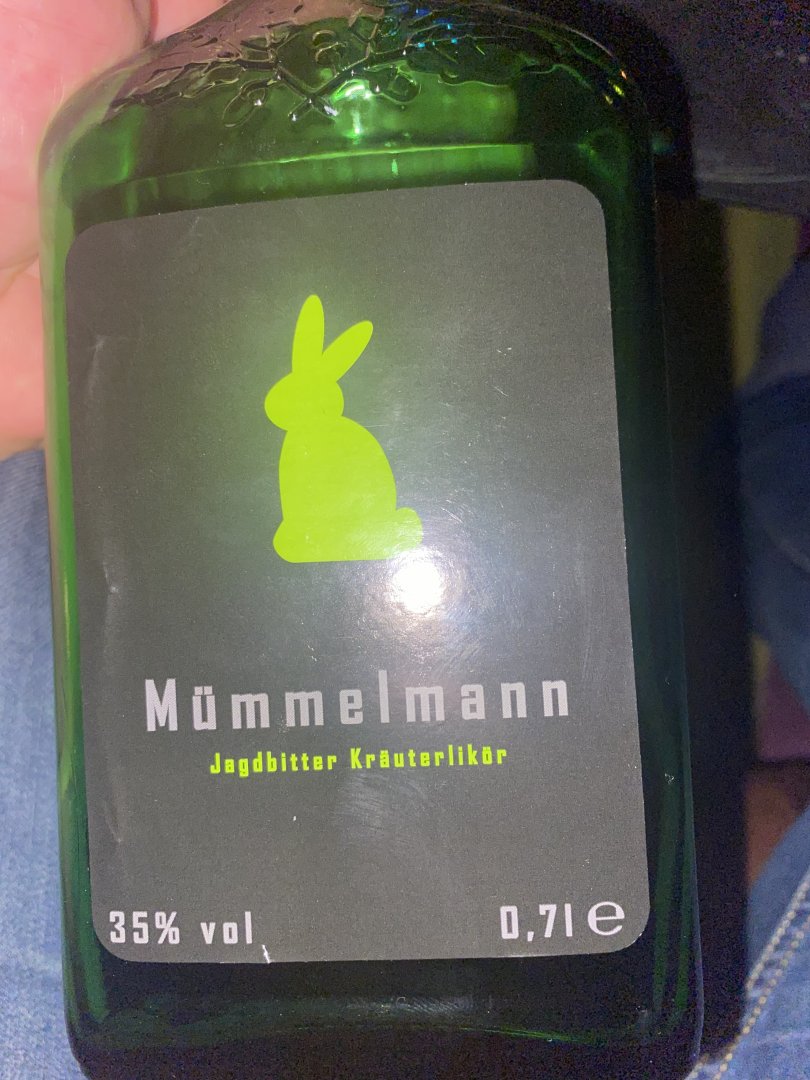 Mümmelmann
Jagdbitter Kräuterlikör
35% vol
0,7l e